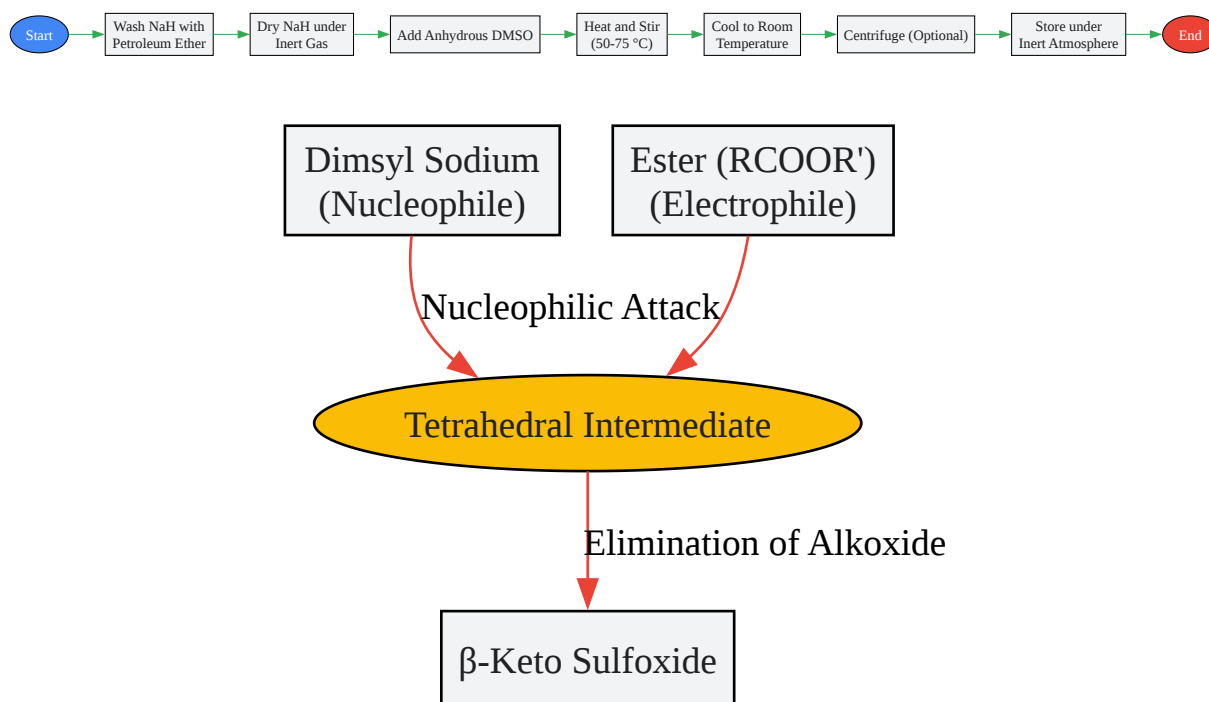 Start
Wash NaH with
Petroleum Ether
Dry NaH under
Inert Gas
Add Anhydrous DMSO
Heat and Stir
(50-75 °C)
Cool to Room
Temperature
Centrifuge (Optional)
Store under
Inert Atmosphere
End
Dimsyl Sodium
(Nucleophile)
Ester (RCOOR')
(Electrophile)
Nucleophilic Attack
Tetrahedral Intermediate
Elimination of Alkoxide
β-Keto Sulfoxide